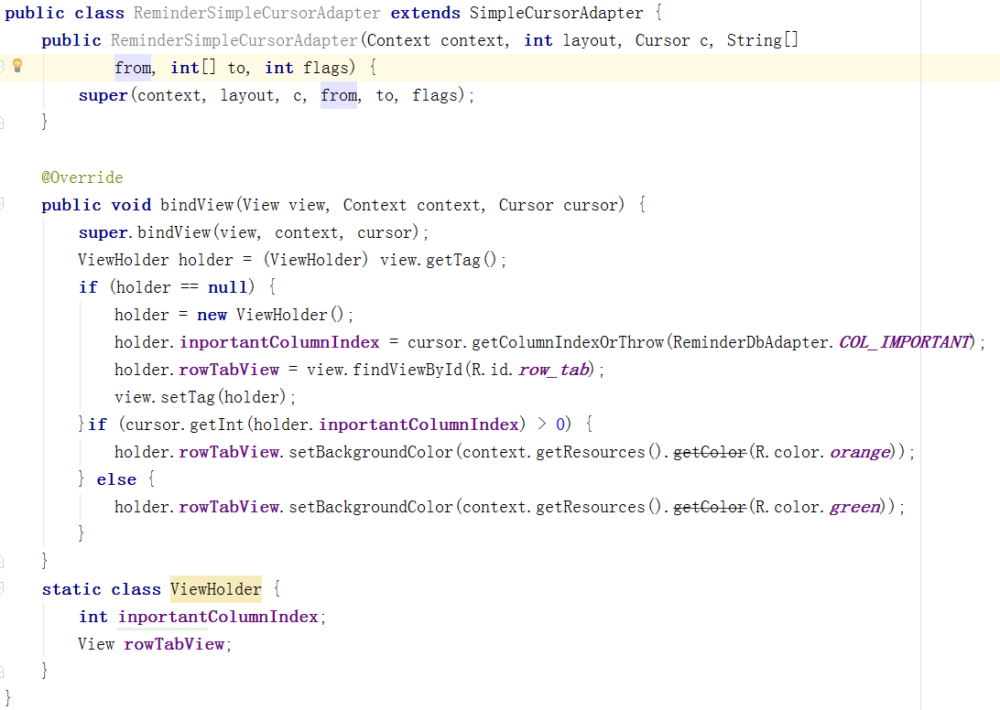 public class ReminderSimpleCursorAdapter extends SimpleCursorAdapter {
    public ReminderSimpleCursorAdapter(Context context, int layout, Cursor c, String[]
            from, int[] to, int flags) {
        super(context, layout, c, from, to, flags);
    }

    @Override
    public void bindView(View view, Context context, Cursor cursor) {
        super.bindView(view, context, cursor);
        ViewHolder holder = (ViewHolder) view.getTag();
        if (holder == null) {
            holder = new ViewHolder();
            holder.inportantColumnIndex = cursor.getColumnIndexOrThrow(ReminderDbAdapter.COL_IMPORTANT);
            holder.rowTabView = view.findViewById(R.id.row_tab);
            view.setTag(holder);
        }if (cursor.getInt(holder.inportantColumnIndex) > 0) {
            holder.rowTabView.setBackgroundColor(context.getResources().getColor(R.color.orange));
        } else {
            holder.rowTabView.setBackgroundColor(context.getResources().getColor(R.color.green));
        }
    }
    static class ViewHolder {
        int inportantColumnIndex;
        View rowTabView;
    }
}